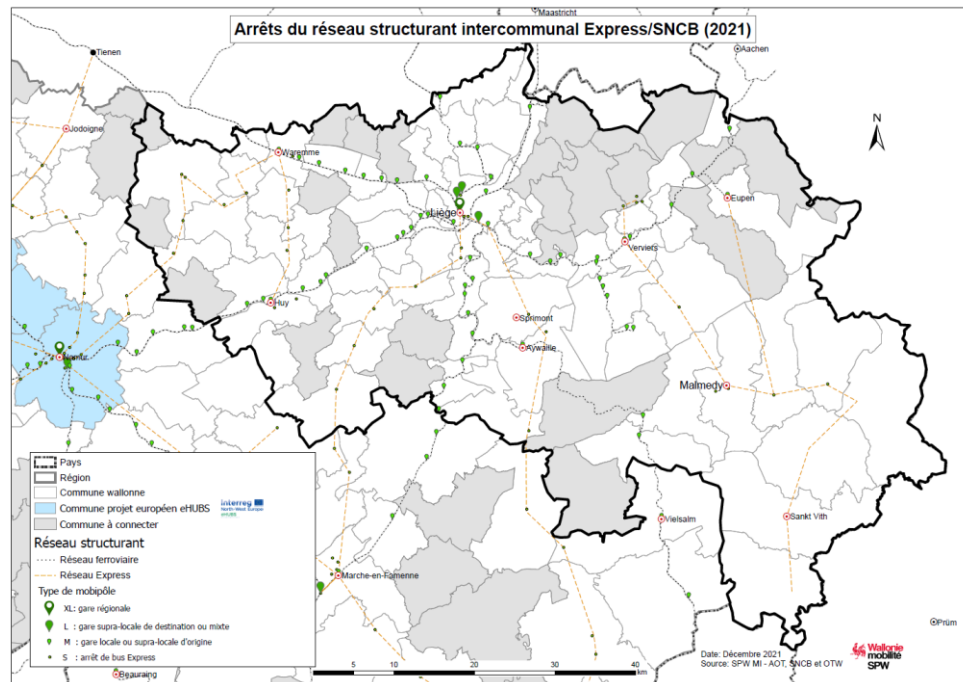 Maastricht
Arrêts du réseau structurant intercommunal Express/SNCB (2021)
Tienen
Aachen
Jodoigne
N
Waremme
Eupen
Liège
Verviers
Huy
Sprimont
Aywaille
Malmedy
Sankt Vith
Vielsalm
Marche-en-Famenne
Prüm
Beauraing
Pays
Région
Commune wallonne
Commune projet européen eHUBS
interreg
North-West Europe
eHUBS
Commune à connecter
Réseau structurant
Réseau ferroviaire
Réseau Express
Type de mobipôle
XL: gare régionale
L : gare supra-locale de destination ou mixte
M : gare locale ou supra-locale d'origine
S : arrêt de bus Express
5 10 20 30 40
km
Date: Décembre 2021
Source: SPW MI - AOT, SNCB et OTW
Wallonie
mobilité
SPW